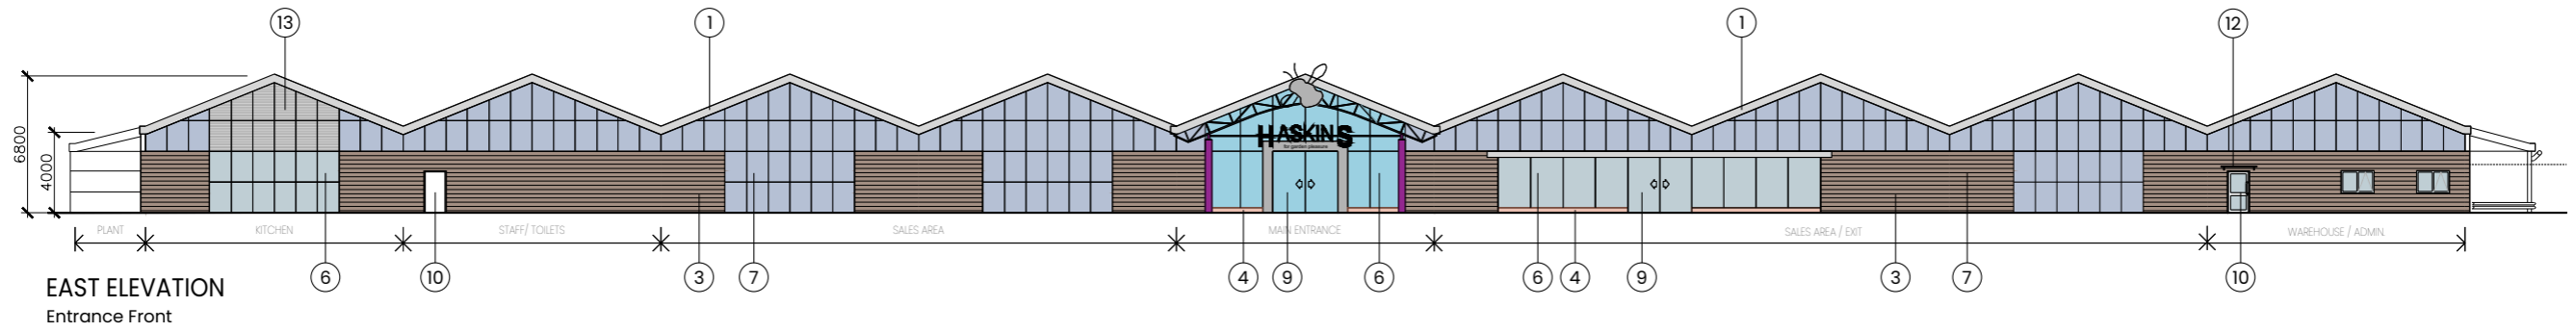 13
1
1
12
6800
4000
HASKINS
for garden pleasure
PLANT
KITCHEN
STAFF/ TOILETS
SALES AREA
MAIN ENTRANCE
SALES AREA / EXIT
WAREHOUSE / ADMIN.
6
10
3
7
4
9
6
6
4
9
3
7
10
EAST ELEVATION
Entrance Front